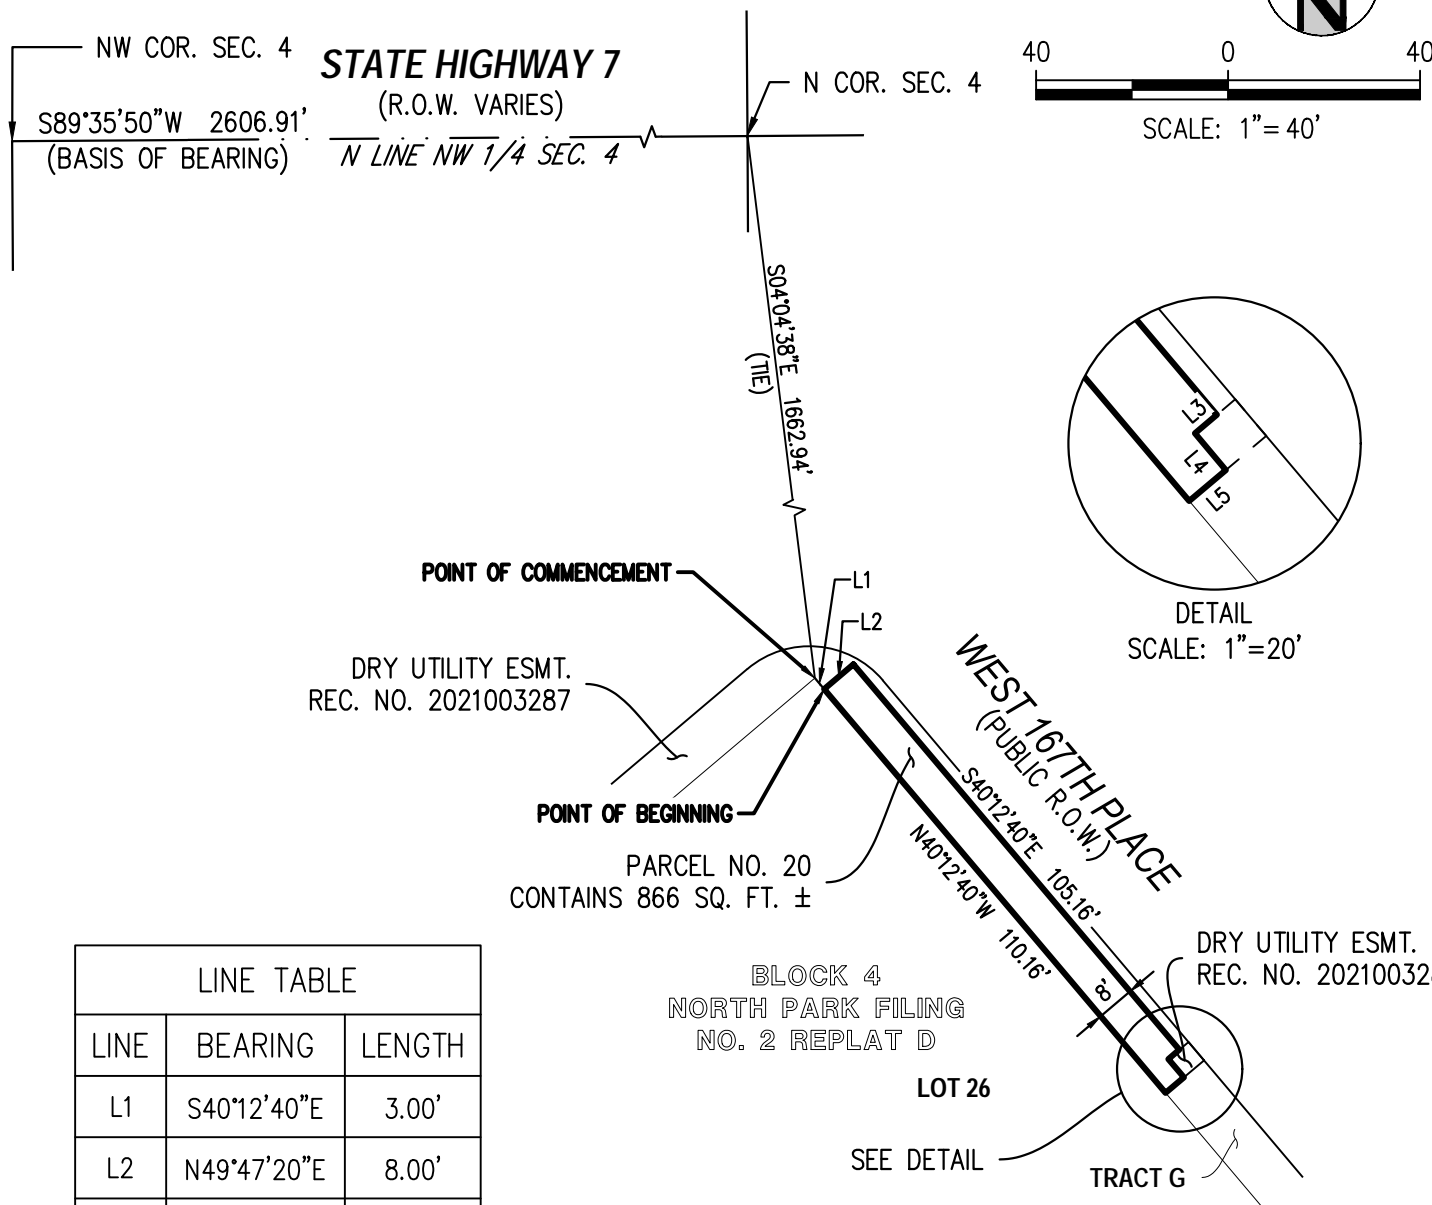 N
NW COR. SEC. 4
STATE HIGHWAY 7
(R.O.W. VARIES)
S89°35'50"W 2606.91'
(BASIS OF BEARING)
N LINE NW 1/4 SEC. 4
N COR. SEC. 4
40 0 40
SCALE: 1"= 40'
S04°04'38"E 1662.94'
(TIE)
L3
L4
L5
DETAIL
SCALE: 1"=20'
POINT OF COMMENCEMENT
L1
L2
DRY UTILITY ESMT.
REC. NO. 2021003287
WEST 167TH PLACE
(PUBLIC R.O.W.)
S40°12'40"E 105.16'
N40°12'40"W 110.16'
POINT OF BEGINNING
PARCEL NO. 20
CONTAINS 866 SQ. FT. ±
8'
DRY UTILITY ESMT.
REC. NO. 20210032
BLOCK 4
NORTH PARK FILING
NO. 2 REPLAT D
LOT 26
SEE DETAIL
TRACT G
LINE TABLE
LINE BEARING LENGTH
L1 S40°12'40"E 3.00'
L2 N49°47'20"E 8.00'